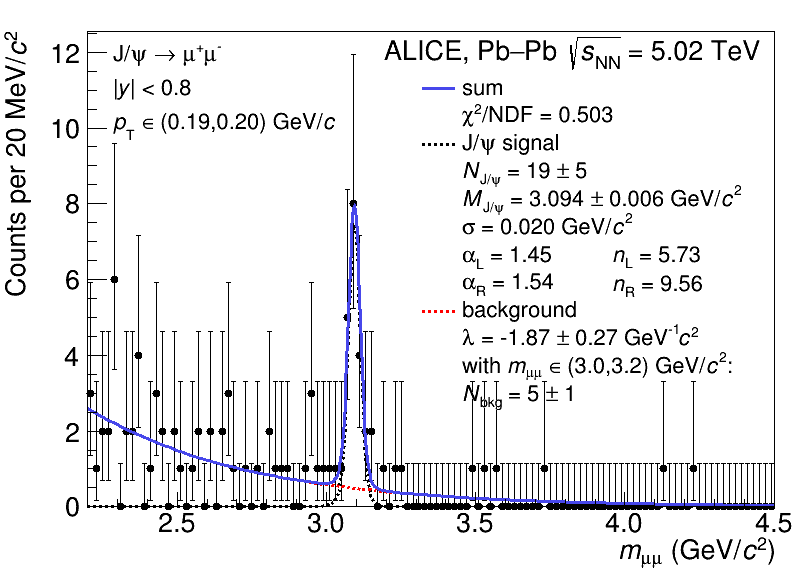 Counts per 20 MeV/c²
12
10
8
6
4
2
0
J/ψ → μ⁺μ⁻
|y| < 0.8
p_T ∈ (0.19,0.20) GeV/c
ALICE, Pb–Pb √s_NN = 5.02 TeV
sum
χ²/NDF = 0.503
J/ψ signal
N_J/ψ = 19 ± 5
M_J/ψ = 3.094 ± 0.006 GeV/c²
σ = 0.020 GeV/c²
α_L = 1.45 n_L = 5.73
α_R = 1.54 n_R = 9.56
background
λ = -1.87 ± 0.27 GeV⁻¹c²
with m_μμ ∈ (3.0,3.2) GeV/c²:
N_bkg = 5 ± 1
2.5 3.0 3.5 4.0 4.5
m_μμ (GeV/c²)